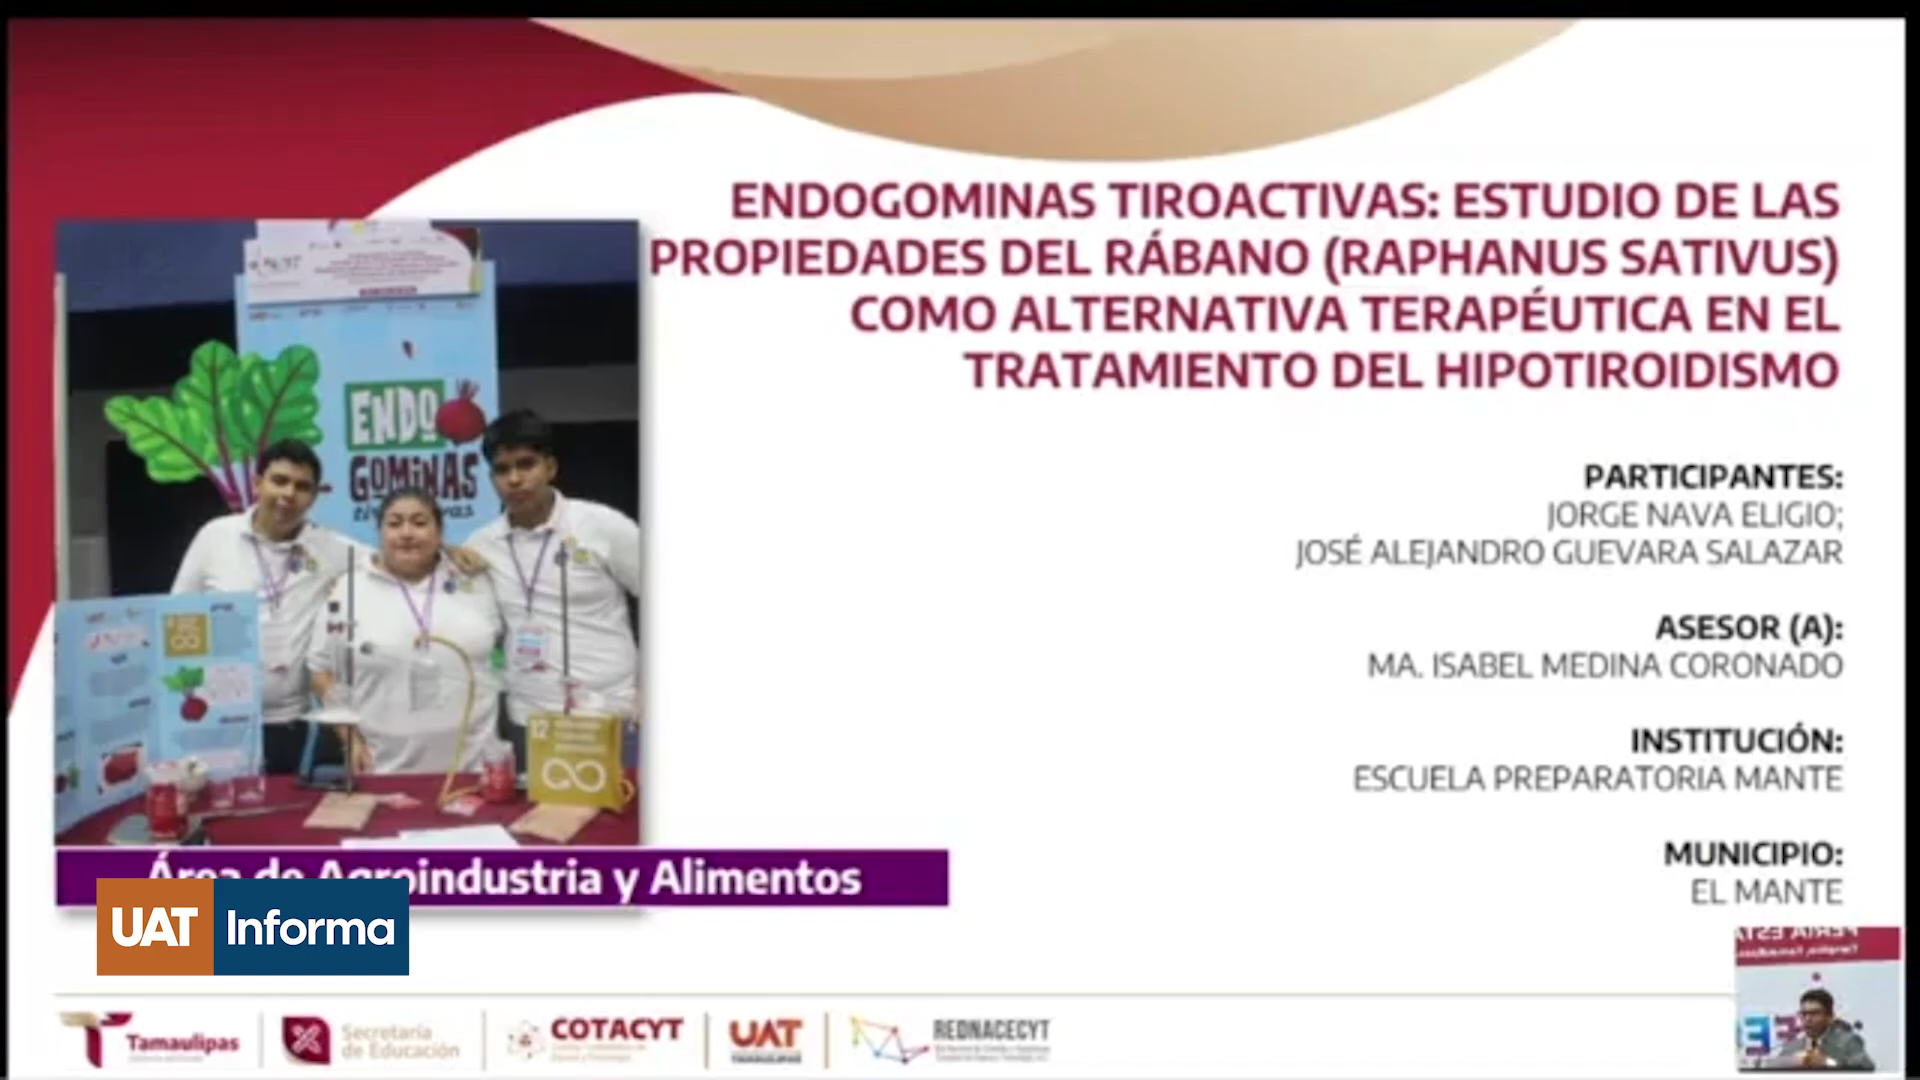 ENDOGOMINAS TIROACTIVAS: ESTUDIO DE LAS
PROPIEDADES DEL RÁBANO (RAPHANUS SATIVUS)
COMO ALTERNATIVA TERAPÉUTICA EN EL
TRATAMIENTO DEL HIPOTIROIDISMO
ENDO
GOMINAS
PARTICIPANTES:
JORGE NAVA ELIGIO;
JOSÉ ALEJANDRO GUEVARA SALAZAR
ASESOR (A):
MA. ISABEL MEDINA CORONADO
INSTITUCIÓN:
ESCUELA PREPARATORIA MANTE
MUNICIPIO:
EL MANTE
12
Área de Agroindustria y Alimentos
UAT Informa
Tamaulipas
Secretaría
de Educación
COTACYT
UAT
TAMAULIPAS
REDNACECYT